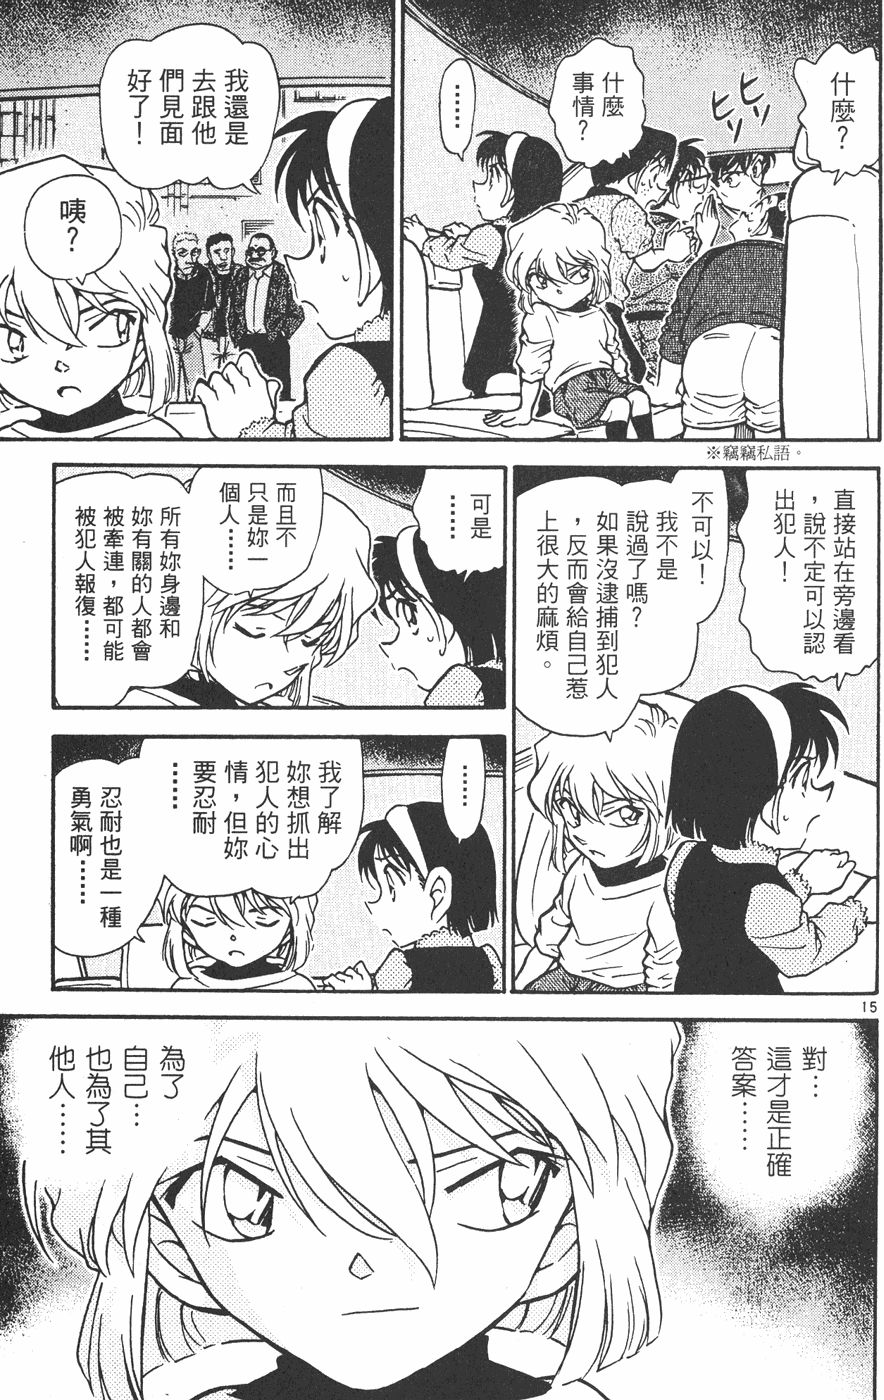 什麼？
ヒソ
ヒソ
什麼
事情？
……
※竊竊私語。
我還是
去跟他
們見面
好了！
咦？
直接站在旁邊看
，說不定可以認
出犯人！
不可以！
我不是
說過了嗎？
如果沒逮捕到犯人
，反而會給自己惹
上很大的麻煩。
可是
……
而且不
只是妳一
個人……
所有妳身邊和
妳有關的人都會
被牽連，都可能
被犯人報復……
……
我了解
妳想抓出
犯人的心
情，但妳
要忍耐
……
忍耐也是一種
勇氣啊……
15
對…
這才是正確
答案……
為了
自己…
也為了其
他人……